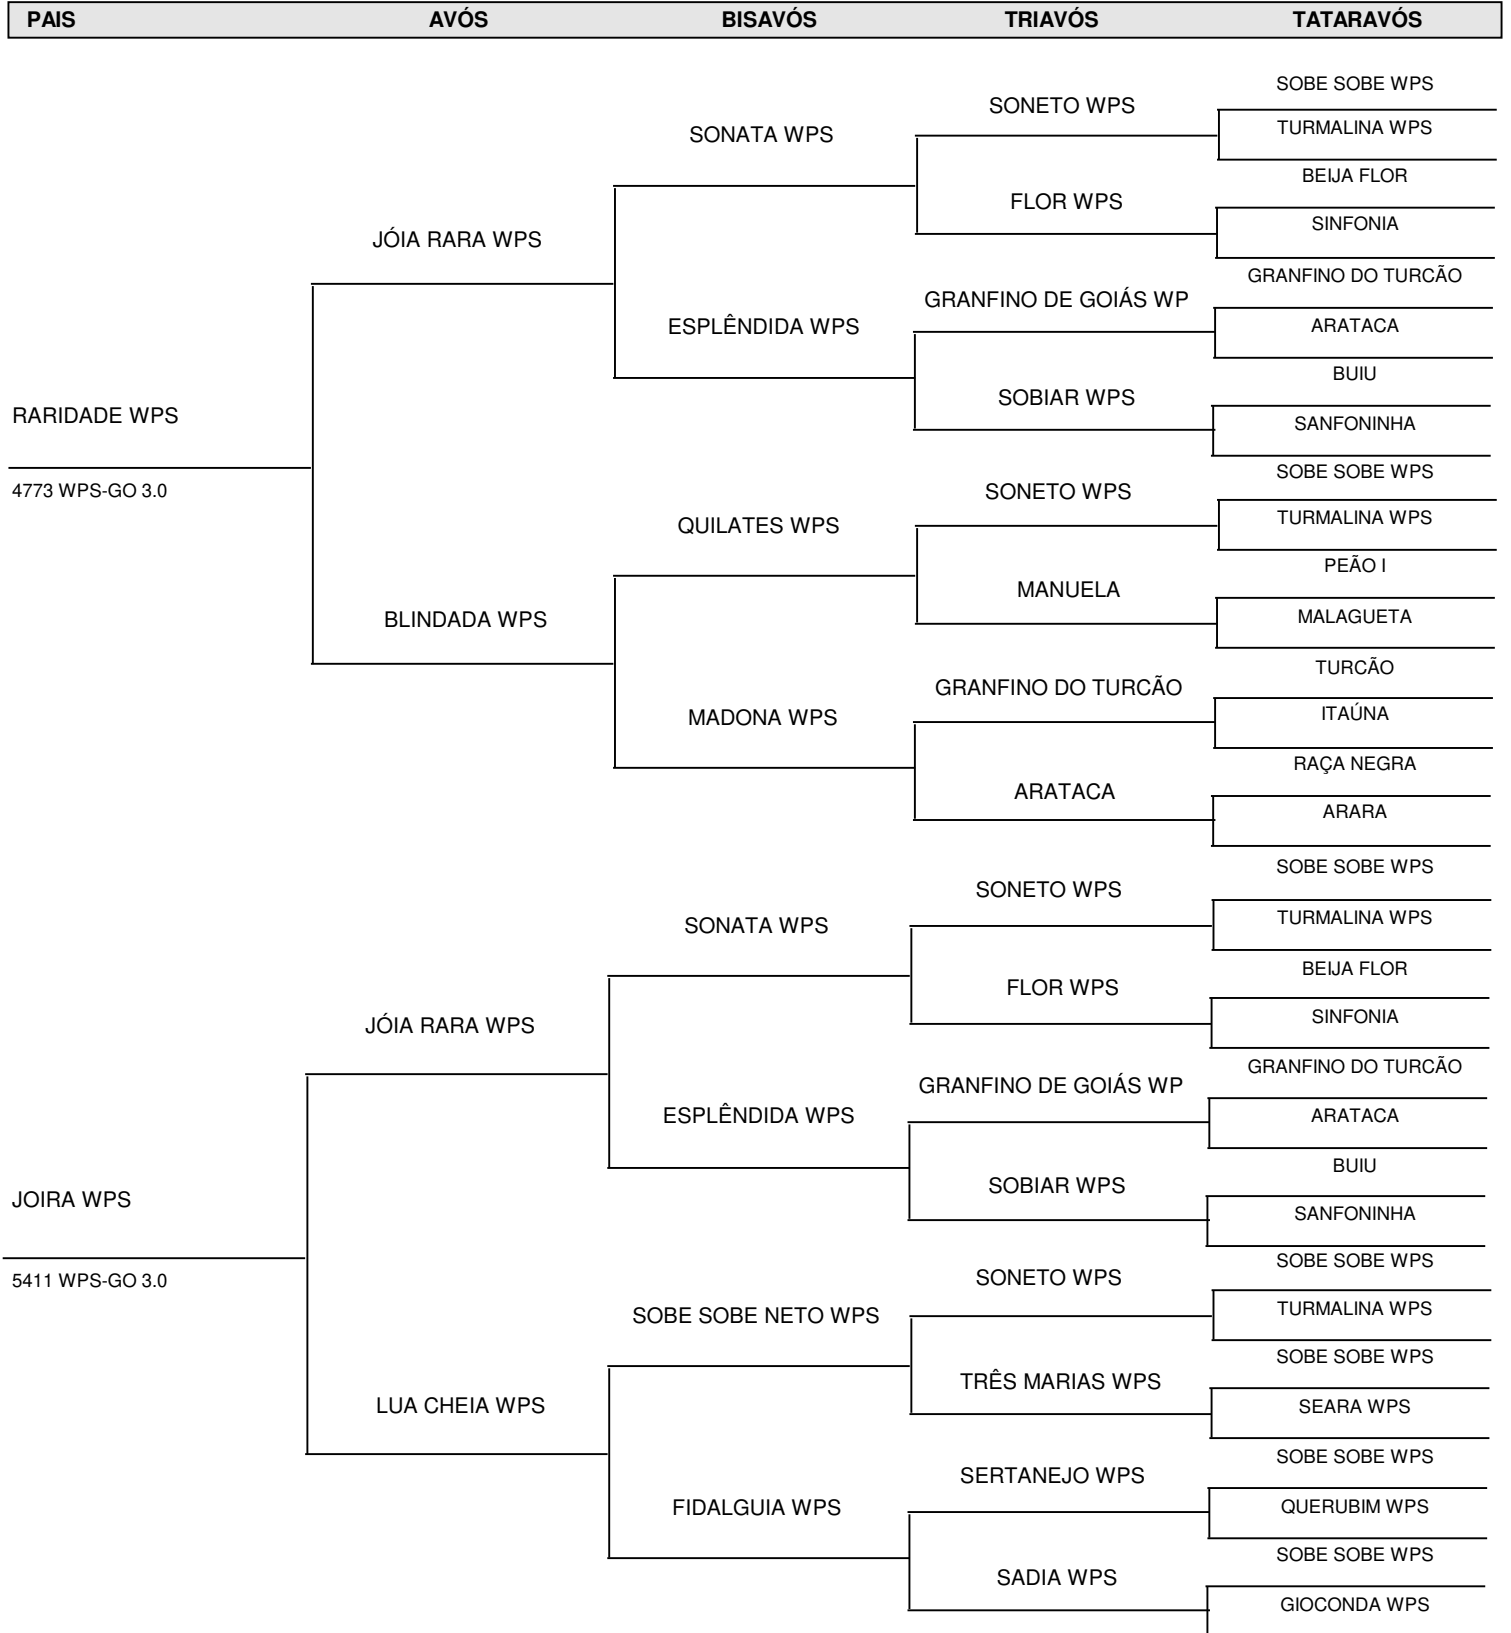 PAIS AVÓS BISAVÓS TRIAVÓS TATARAVÓS
SOBE SOBE WPS
SONETO WPS
TURMALINA WPS
SONATA WPS
BEIJA FLOR
FLOR WPS
SINFONIA
JÓIA RARA WPS
GRANFINO DO TURCÃO
GRANFINO DE GOIÁS WP
ARATACA
ESPLÊNDIDA WPS
BUIU
SOBIAR WPS
SANFONINHA
RARIDADE WPS
4773 WPS-GO 3.0
SOBE SOBE WPS
SONETO WPS
TURMALINA WPS
QUILATES WPS
PEÃO I
MANUELA
MALAGUETA
BLINDADA WPS
TURCÃO
GRANFINO DO TURCÃO
ITAÚNA
MADONA WPS
RAÇA NEGRA
ARATACA
ARARA
SOBE SOBE WPS
SONETO WPS
TURMALINA WPS
SONATA WPS
BEIJA FLOR
FLOR WPS
SINFONIA
JÓIA RARA WPS
GRANFINO DO TURCÃO
GRANFINO DE GOIÁS WP
ARATACA
ESPLÊNDIDA WPS
BUIU
SOBIAR WPS
SANFONINHA
JOIRA WPS
5411 WPS-GO 3.0
SOBE SOBE WPS
SONETO WPS
TURMALINA WPS
SOBE SOBE NETO WPS
SOBE SOBE WPS
TRÊS MARIAS WPS
SEARA WPS
LUA CHEIA WPS
SOBE SOBE WPS
SERTANEJO WPS
QUERUBIM WPS
FIDALGUIA WPS
SOBE SOBE WPS
SADIA WPS
GIOCONDA WPS